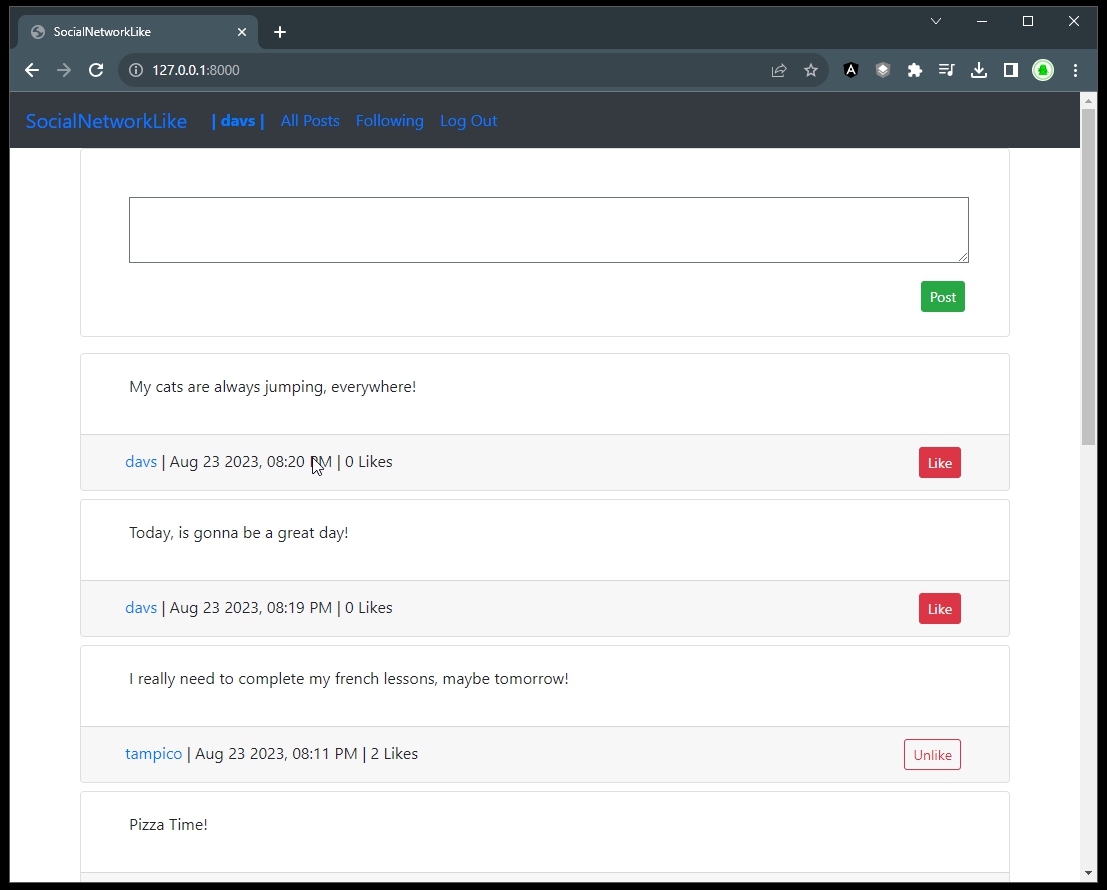 SocialNetworkLike
127.0.0.1:8000
SocialNetworkLike | davs | All Posts Following Log Out
Post
My cats are always jumping, everywhere!
davs | Aug 23 2023, 08:20 PM | 0 Likes Like
Today, is gonna be a great day!
davs | Aug 23 2023, 08:19 PM | 0 Likes Like
I really need to complete my french lessons, maybe tomorrow!
tampico | Aug 23 2023, 08:11 PM | 2 Likes Unlike
Pizza Time!